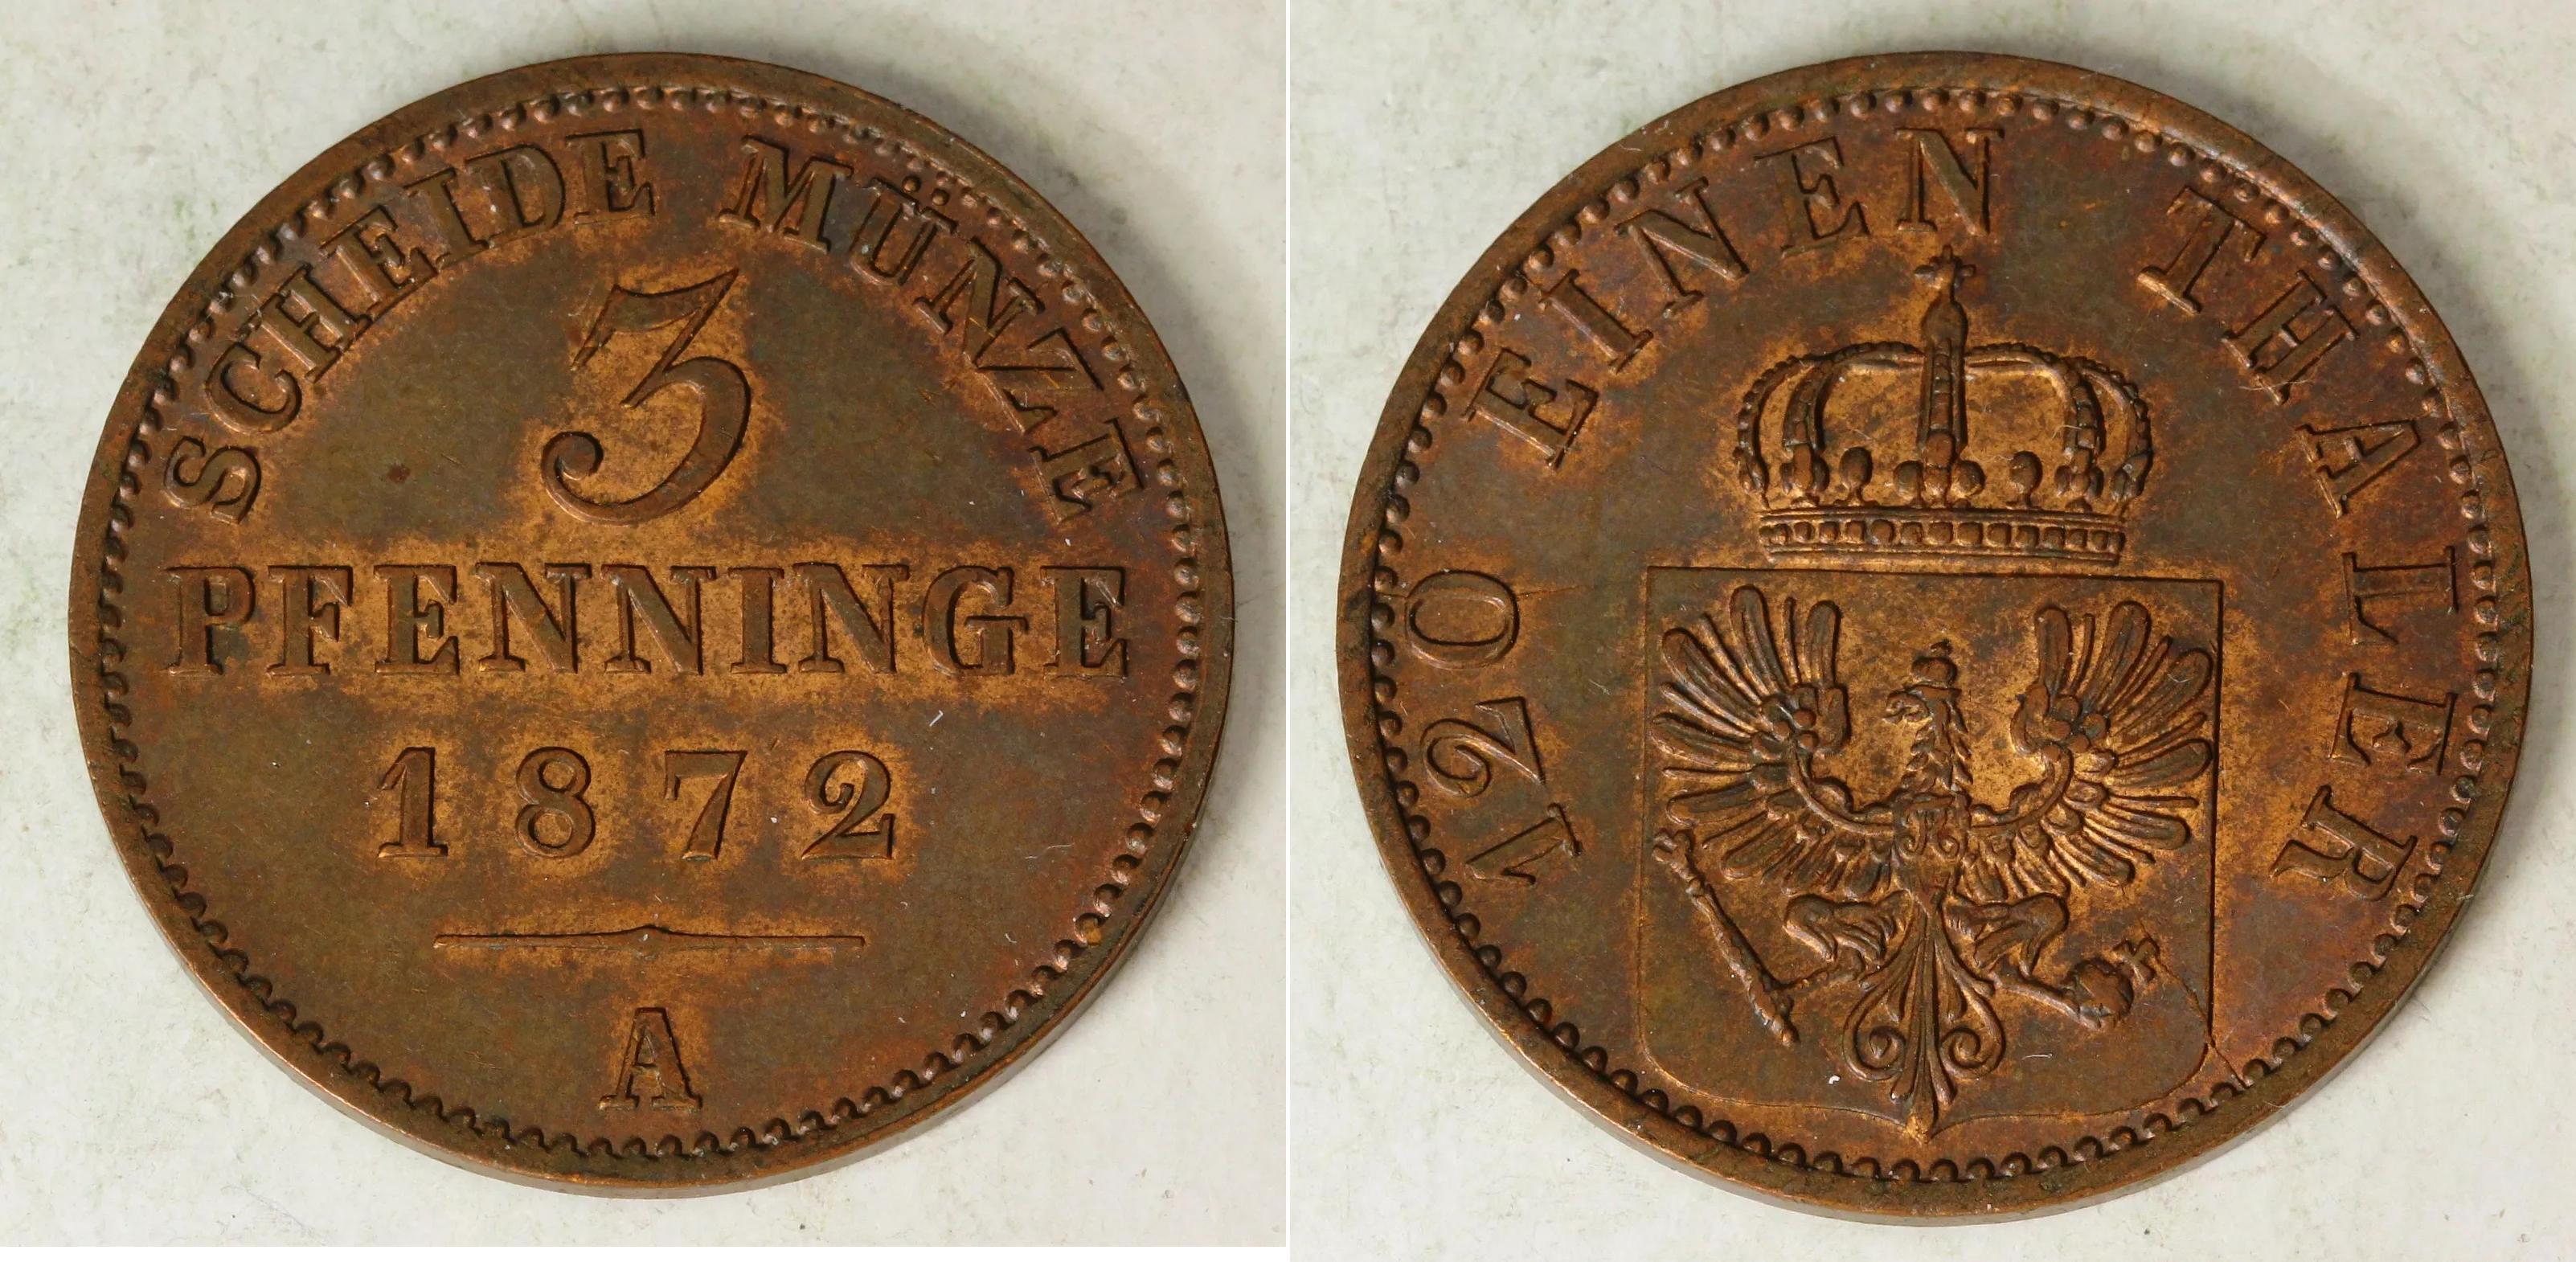 SCHEIDE MÜNZE
3
PFENNINGE
1872
A
120 EINEN THALER